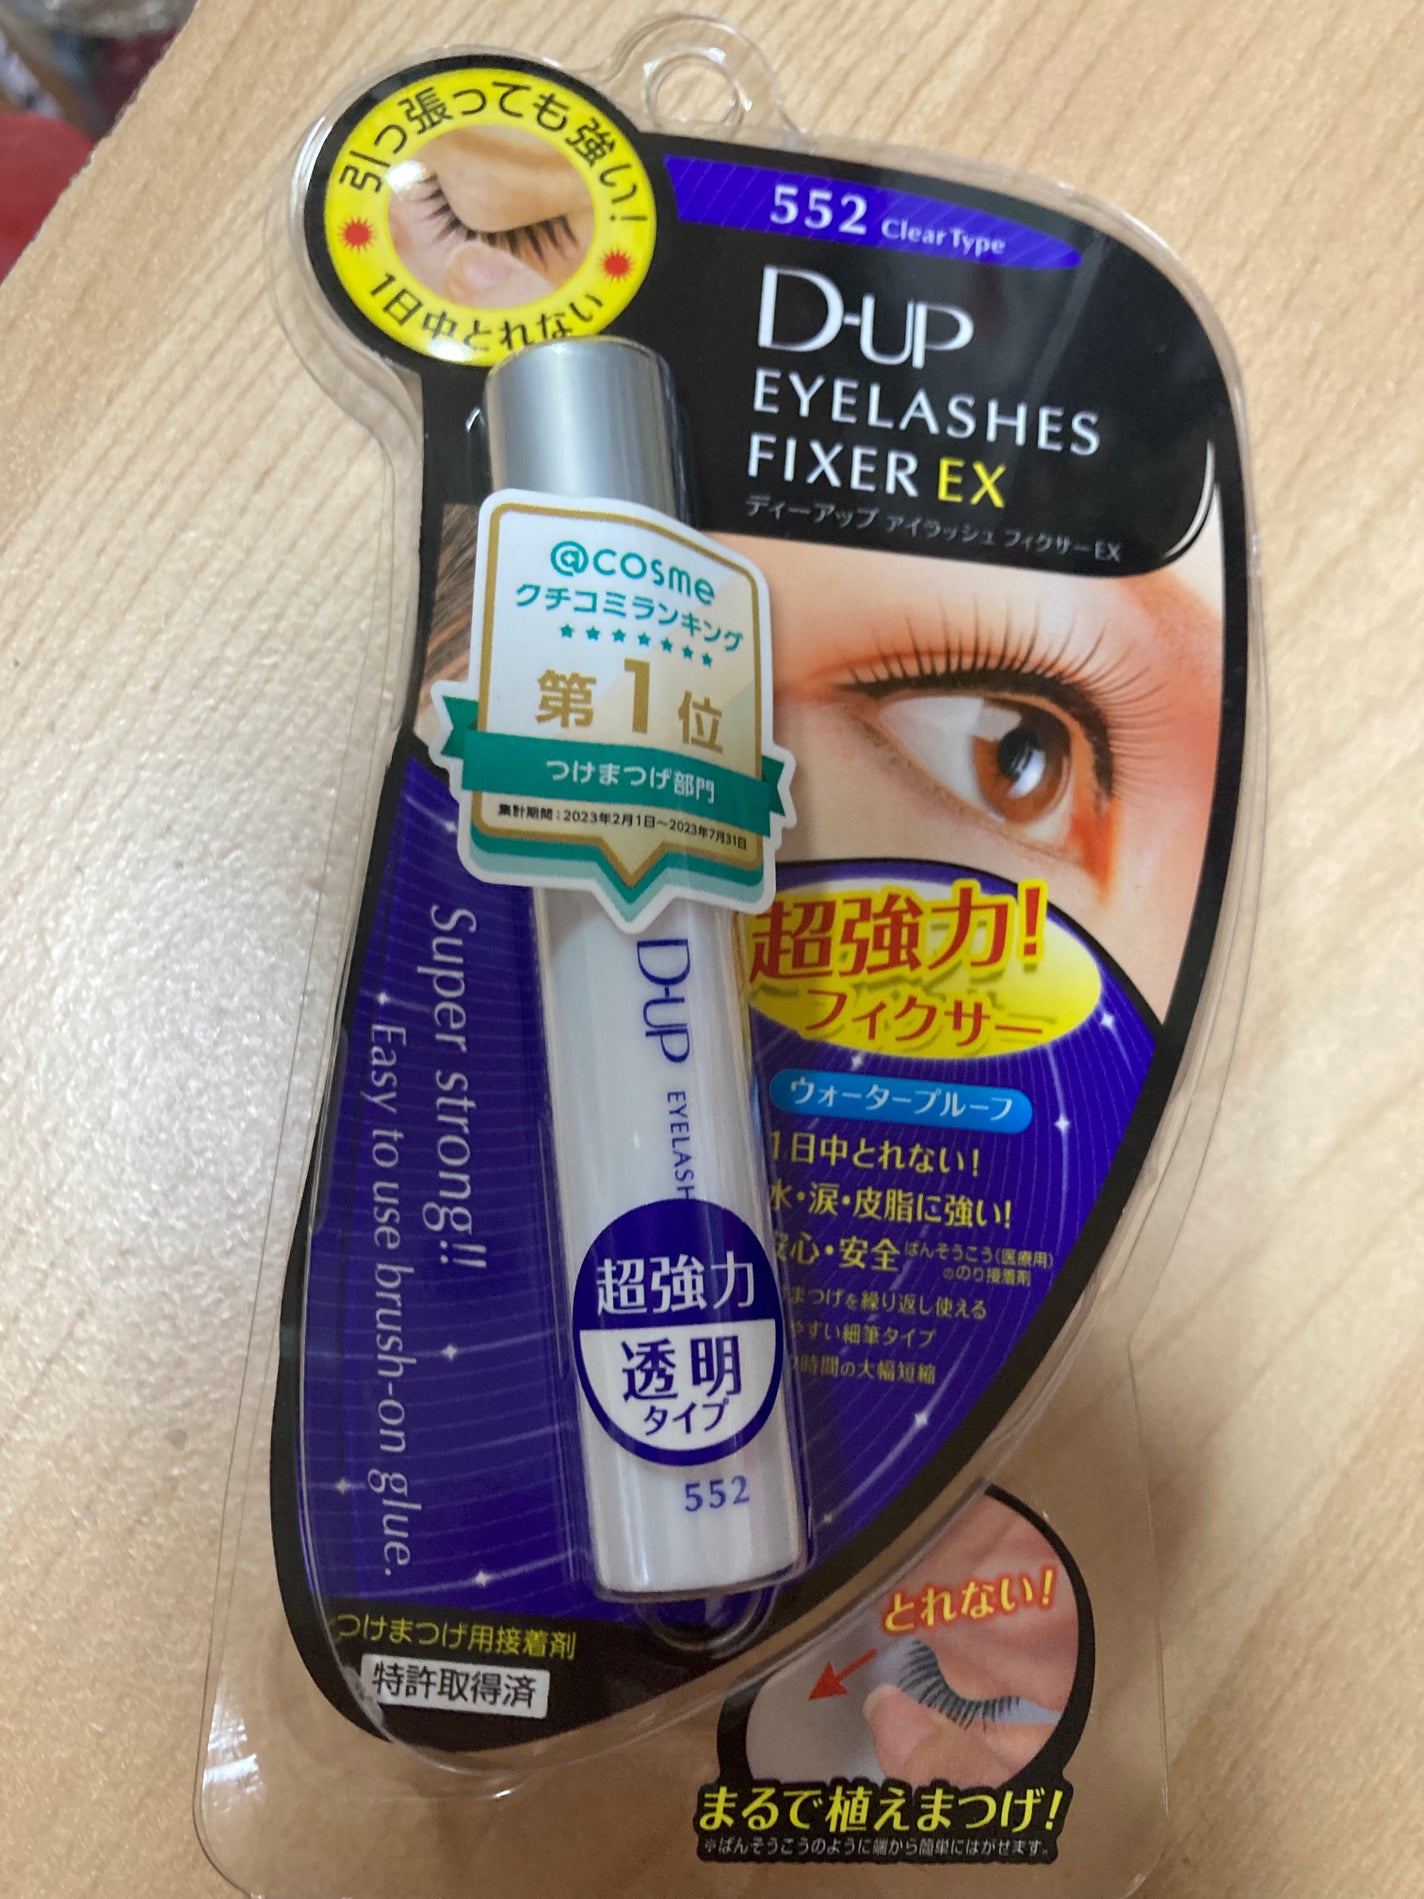 引っ張っても強い!
1日中とれない
552 Clear Type
D-UP
EYELASHES
FIXER EX
ディーアップ アイラッシュ フィクサーEX
@cosme
クチコミランキング
第1位
つけまつげ部門
集計期間:2023年2月1日~2023年7月31日
超強力!
フィクサー
ウォータープルーフ
1日中とれない!
水・涙・皮脂に強い!
安心・安全 ばんそうこう(医療用)
ののり接着剤
まつげを繰り返し使える
やすい細筆タイプ
時間の大幅短縮
Super strong!!
Easy to use brush-on glue.
D-UP EYELASH
超強力
透明
タイプ
552
つけまつげ用接着剤
特許取得済
とれない!
まるで植えまつげ!
※ばんそうこうのように端から簡単にはがせます。